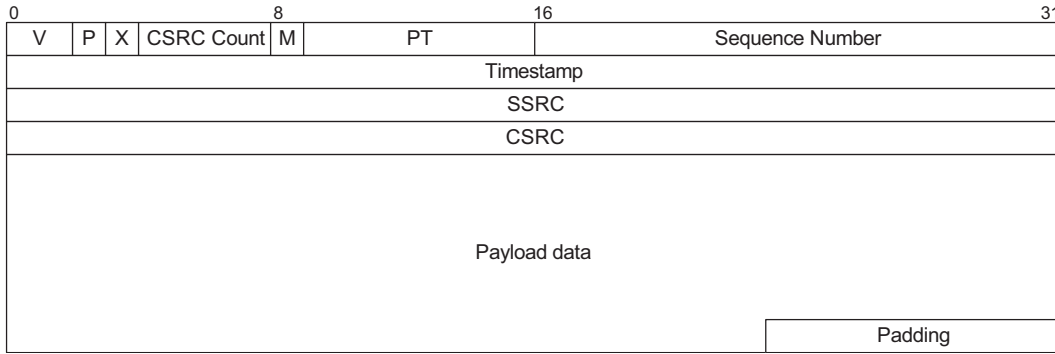 0 8 16 31
V P X CSRC Count M PT Sequence Number
Timestamp
SSRC
CSRC
Payload data
Padding